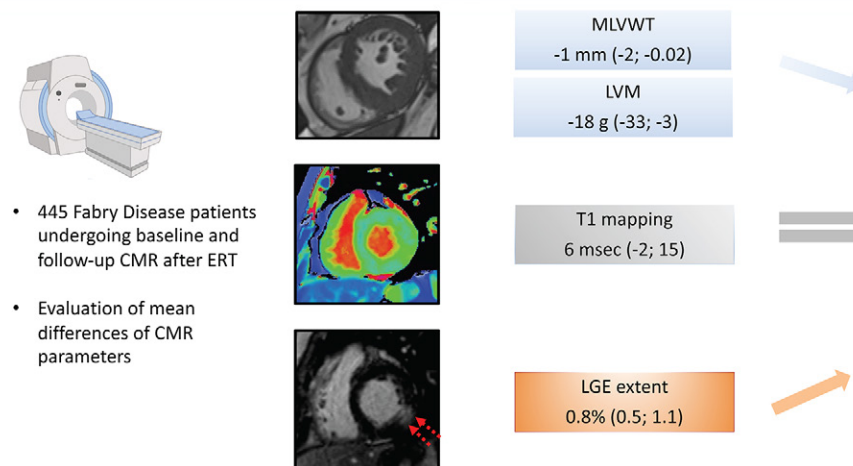 • 445 Fabry Disease patients
undergoing baseline and
follow-up CMR after ERT
• Evaluation of mean
differences of CMR
parameters
MLVWT
-1 mm (-2; -0.02)
LVM
-18 g (-33; -3)
T1 mapping
6 msec (-2; 15)
LGE extent
0.8% (0.5; 1.1)